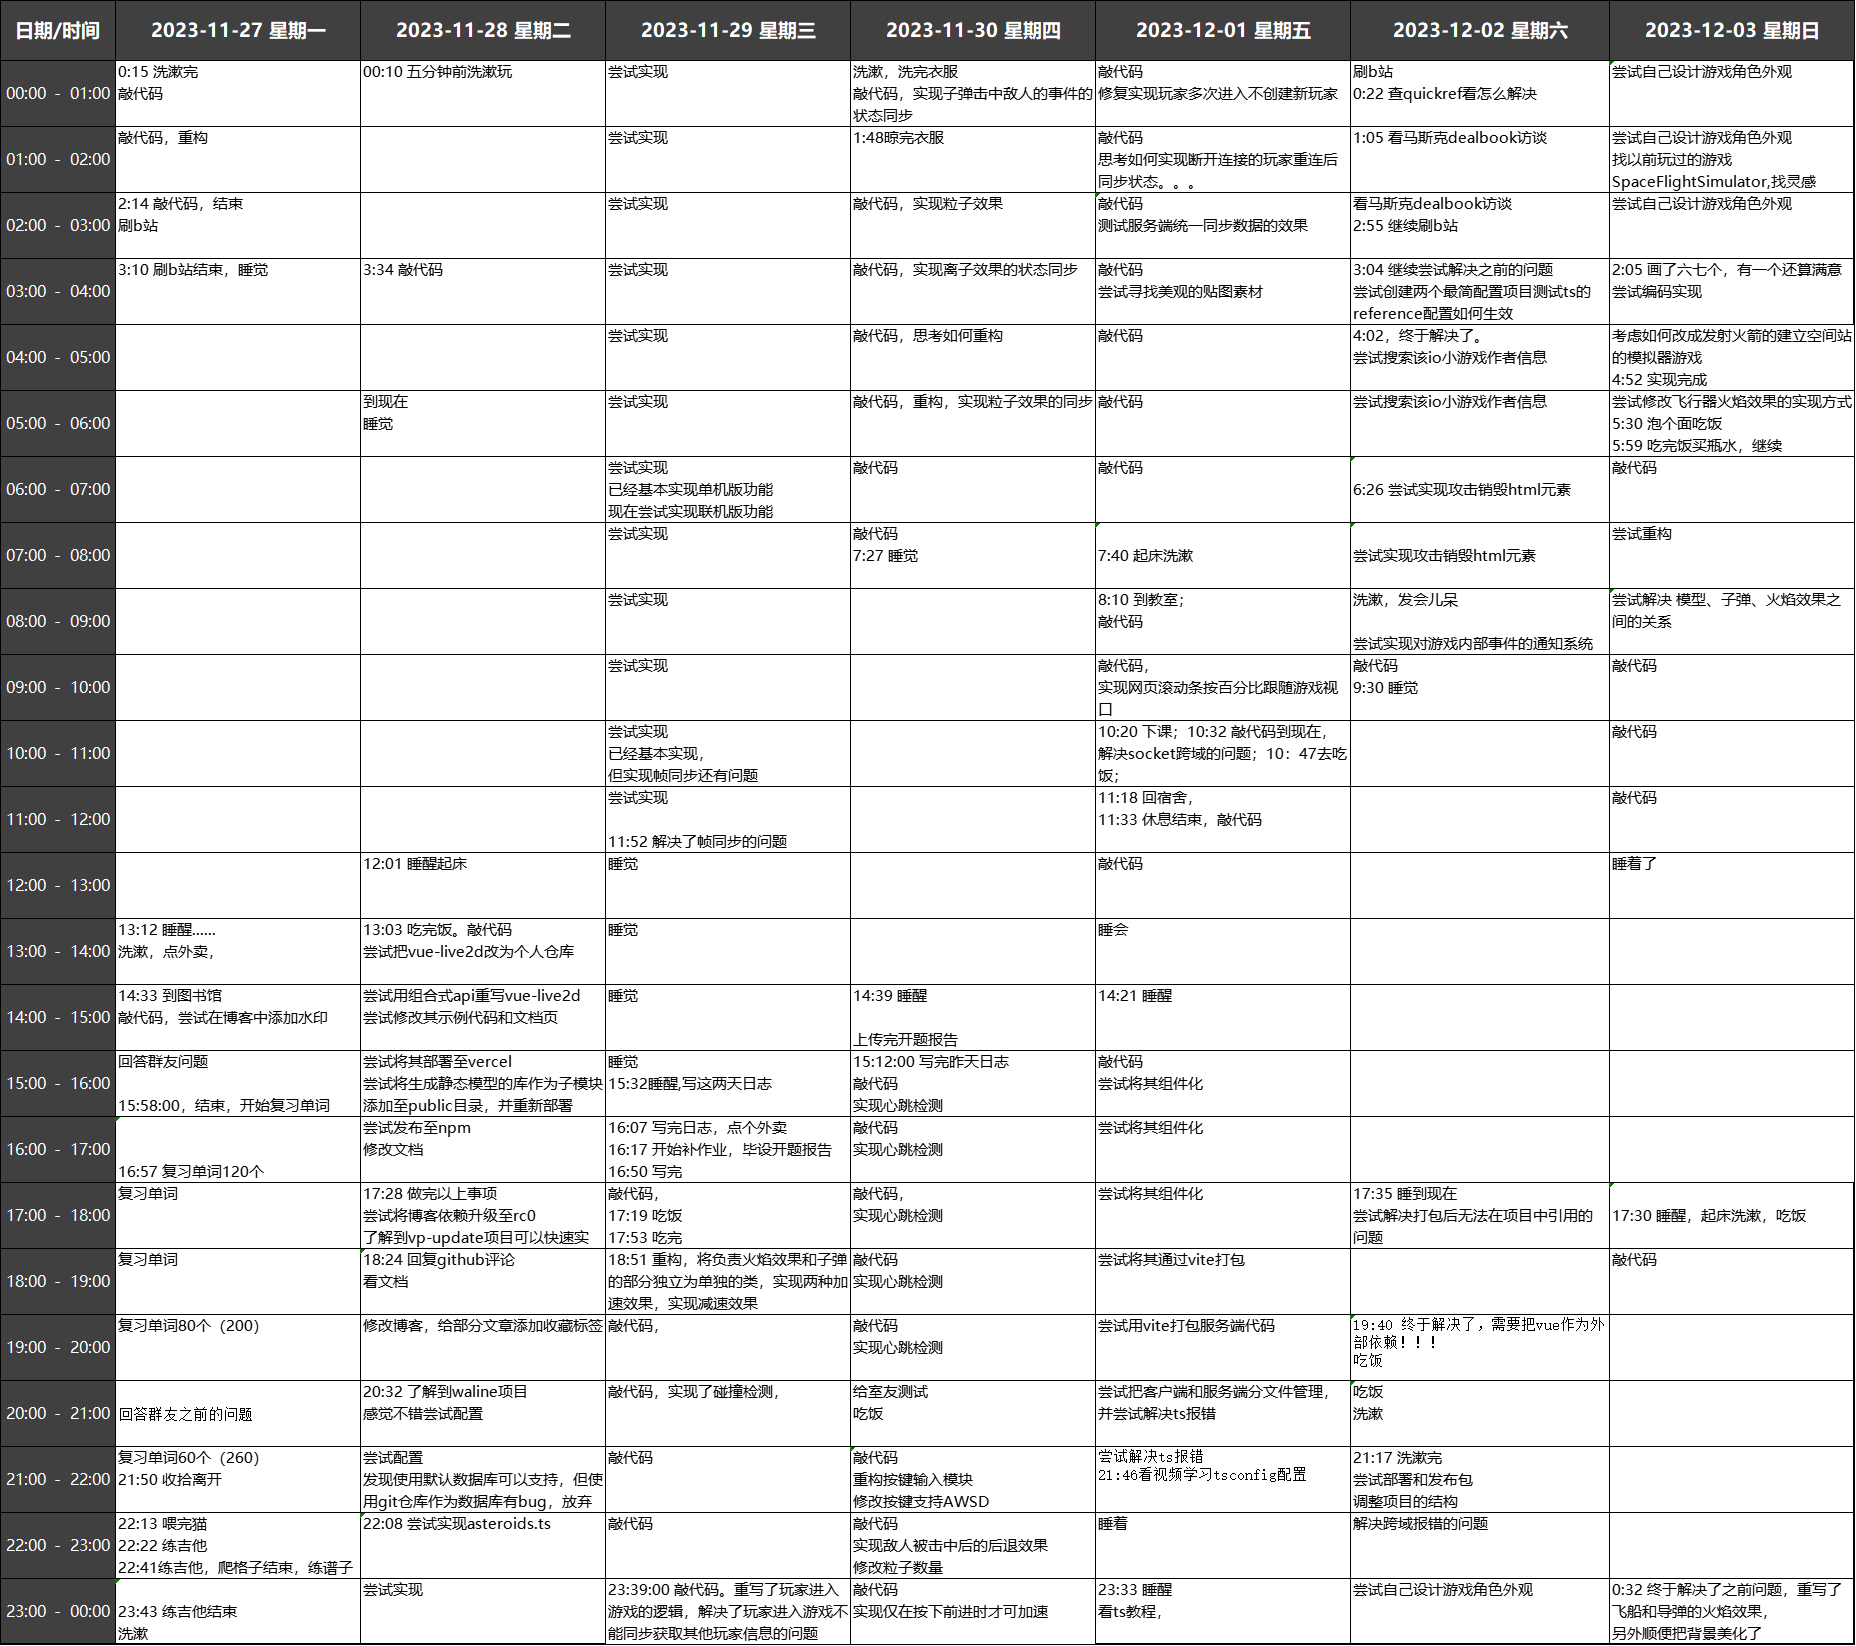 日期/时间
2023-11-27 星期一
2023-11-28 星期二
2023-11-29 星期三
2023-11-30 星期四
2023-12-01 星期五
2023-12-02 星期六
2023-12-03 星期日
00:00 - 01:00
0:15 洗漱完
敲代码
00:10 五分钟前洗漱玩
尝试实现
洗漱，洗完衣服
敲代码，实现子弹击中敌人的事件的
状态同步
敲代码
修复实现玩家多次进入不创建新玩家
刷b站
0:22 查quickref看怎么解决
尝试自己设计游戏角色外观
01:00 - 02:00
敲代码，重构
尝试实现
1:48晾完衣服
敲代码
思考如何实现断开连接的玩家重连后
同步状态。。。
1:05 看马斯克dealbook访谈
尝试自己设计游戏角色外观
找以前玩过的游戏
SpaceFlightSimulator,找灵感
02:00 - 03:00
2:14 敲代码，结束
刷b站
尝试实现
敲代码，实现粒子效果
敲代码
测试服务端统一同步数据的效果
看马斯克dealbook访谈
2:55 继续刷b站
尝试自己设计游戏角色外观
03:00 - 04:00
3:10 刷b站结束，睡觉
3:34 敲代码
尝试实现
敲代码，实现离子效果的状态同步
敲代码
尝试寻找美观的贴图素材
3:04 继续尝试解决之前的问题
尝试创建两个最简配置项目测试ts的
reference配置如何生效
2:05 画了六七个，有一个还算满意
尝试编码实现
04:00 - 05:00
尝试实现
敲代码，思考如何重构
敲代码
4:02，终于解决了。
尝试搜索该io小游戏作者信息
考虑如何改成发射火箭的建立空间站
的模拟器游戏
4:52 实现完成
05:00 - 06:00
到现在
睡觉
尝试实现
敲代码，重构，实现粒子效果的同步
敲代码
尝试搜索该io小游戏作者信息
尝试修改飞行器火焰效果的实现方式
5:30 泡个面吃饭
5:59 吃完饭买瓶水，继续
06:00 - 07:00
尝试实现
已经基本实现单机版功能
现在尝试实现联机版功能
敲代码
敲代码
6:26 尝试实现攻击销毁html元素
敲代码
07:00 - 08:00
尝试实现
敲代码
7:27 睡觉
7:40 起床洗漱
尝试实现攻击销毁html元素
尝试重构
08:00 - 09:00
尝试实现
8:10 到教室；
敲代码
洗漱，发会儿呆
尝试实现对游戏内部事件的通知系统
尝试解决 模型、子弹、火焰效果之
间的关系
09:00 - 10:00
尝试实现
敲代码，
实现网页滚动条按百分比跟随游戏视
口
敲代码
9:30 睡觉
敲代码
10:00 - 11:00
尝试实现
已经基本实现，
但实现帧同步还有问题
10:20 下课；10:32 敲代码到现在，
解决socket跨域的问题；10：47去吃
饭；
敲代码
11:00 - 12:00
尝试实现
11:52 解决了帧同步的问题
11:18 回宿舍，
11:33 休息结束，敲代码
敲代码
12:00 - 13:00
12:01 睡醒起床
睡觉
敲代码
睡着了
13:00 - 14:00
13:12 睡醒……
洗漱，点外卖，
13:03 吃完饭。敲代码
尝试把vue-live2d改为个人仓库
睡觉
睡会
14:00 - 15:00
14:33 到图书馆
敲代码，尝试在博客中添加水印
尝试用组合式api重写vue-live2d
尝试修改其示例代码和文档页
睡觉
14:39 睡醒
上传完开题报告
14:21 睡醒
15:00 - 16:00
回答群友问题
15:58:00，结束，开始复习单词
尝试将其部署至vercel
尝试将生成静态模型的库作为子模块
添加至public目录，并重新部署
睡觉
15:32睡醒,写这两天日志
15:12:00 写完昨天日志
敲代码
实现心跳检测
敲代码
尝试将其组件化
16:00 - 17:00
16:57 复习单词120个
尝试发布至npm
修改文档
16:07 写完日志，点个外卖
16:17 开始补作业，毕设开题报告
16:50 写完
敲代码
实现心跳检测
尝试将其组件化
17:00 - 18:00
复习单词
17:28 做完以上事项
尝试将博客依赖升级至rc0
了解到vp-update项目可以快速实
敲代码，
17:19 吃饭
17:53 吃完
敲代码，
实现心跳检测
尝试将其组件化
17:35 睡到现在
尝试解决打包后无法在项目中引用的
问题
17:30 睡醒，起床洗漱，吃饭
18:00 - 19:00
复习单词
18:24 回复github评论
看文档
18:51 重构，将负责火焰效果和子弹
的部分独立为单独的类，实现两种加
速效果，实现减速效果
敲代码
实现心跳检测
尝试将其通过vite打包
敲代码
19:00 - 20:00
复习单词80个（200）
修改博客，给部分文章添加收藏标签
敲代码，
敲代码
实现心跳检测
尝试用vite打包服务端代码
19:40 终于解决了，需要把vue作为外
部依赖！！！
吃饭
20:00 - 21:00
回答群友之前的问题
20:32 了解到waline项目
感觉不错尝试配置
敲代码，实现了碰撞检测，
给室友测试
吃饭
尝试把客户端和服务端分文件管理，
并尝试解决ts报错
吃饭
洗漱
21:00 - 22:00
复习单词60个（260）
21:50 收拾离开
尝试配置
发现使用默认数据库可以支持，但使
用git仓库作为数据库有bug，放弃
敲代码
敲代码
重构按键输入模块
修改按键支持AWSD
尝试解决ts报错
21:46看视频学习tsconfig配置
21:17 洗漱完
尝试部署和发布包
调整项目的结构
22:00 - 23:00
22:13 喂完猫
22:22 练吉他
22:41练吉他，爬格子结束，练谱子
22:08 尝试实现asteroids.ts
敲代码
敲代码
实现敌人被击中后的后退效果
修改粒子数量
睡着
解决跨域报错的问题
23:00 - 00:00
23:43 练吉他结束
洗漱
尝试实现
23:39:00 敲代码。重写了玩家进入
游戏的逻辑，解决了玩家进入游戏不
能同步获取其他玩家信息的问题
敲代码
实现仅在按下前进时才可加速
23:33 睡醒
看ts教程，
尝试自己设计游戏角色外观
0:32 终于解决了之前问题，重写了
飞船和导弹的火焰效果，
另外顺便把背景美化了